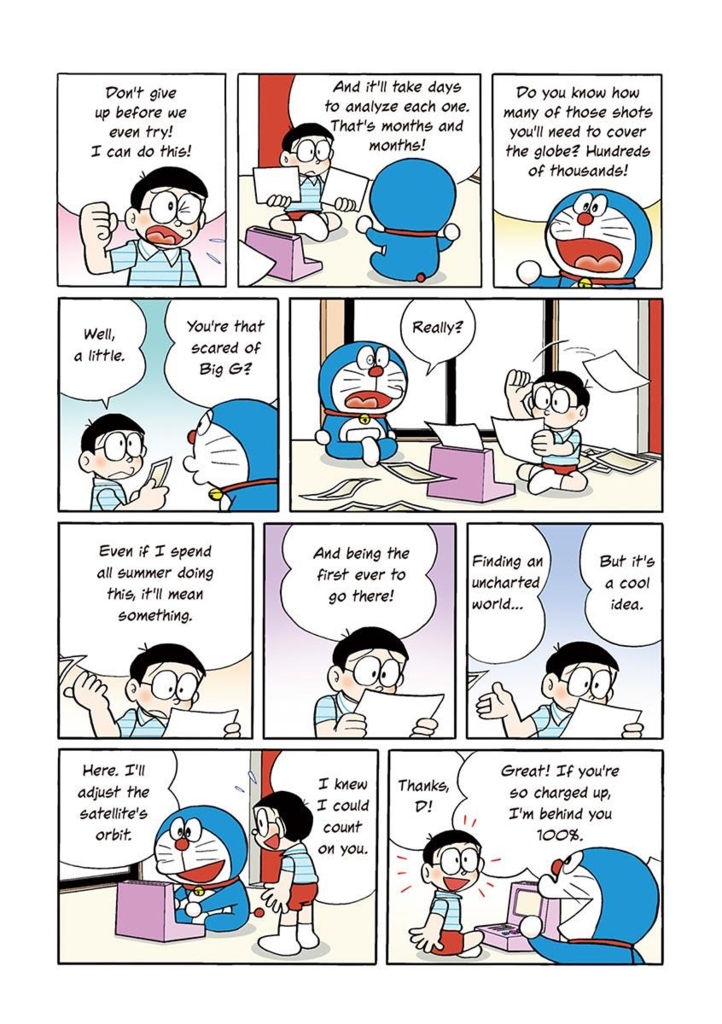 Do you know how
many of those shots
you'll need to cover
the globe? Hundreds
of thousands!
And it'll take days
to analyze each one.
That's months and
months!
Don't give
up before we
even try!
I can do this!
Really?
You're that
scared of
Big G?
Well,
a little.
But it's
a cool
idea.
Finding an
uncharted
world...
And being the
first ever to
go there!
Even if I spend
all summer doing
this, it'll mean
something.
Great! If you're
so charged up,
I'm behind you
100%.
Thanks,
D!
I knew
I could
count
on you.
Here. I'll
adjust the
satellite's
orbit.